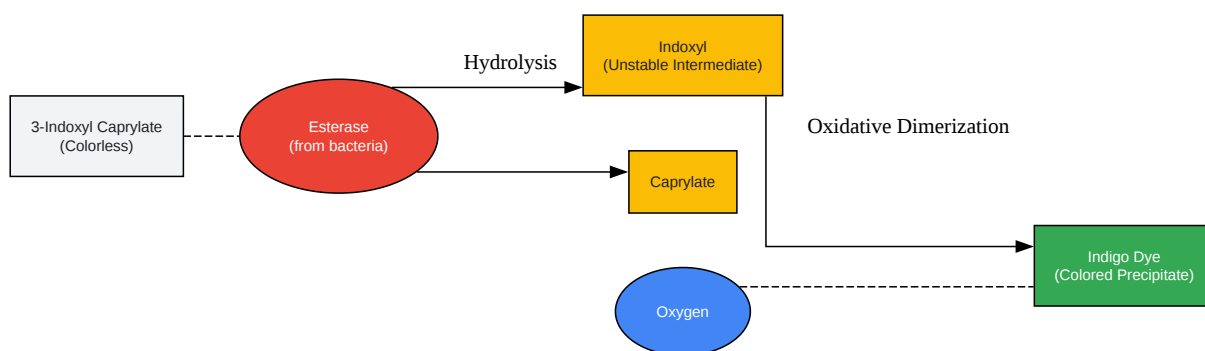 Hydrolysis
Indoxyl
(Unstable Intermediate)
3-Indoxyl Caprylate
(Colorless)
Esterase
(from bacteria)
Oxidative Dimerization
Caprylate
Indigo Dye
(Colored Precipitate)
Oxygen